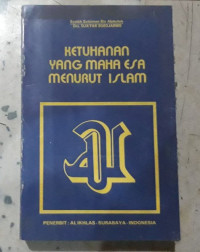 KETUHANAN
YANG MAHA ESA
MENURUT ISLAM
PENERBIT : AL IKHLAS - SURABAYA - INDONESIA